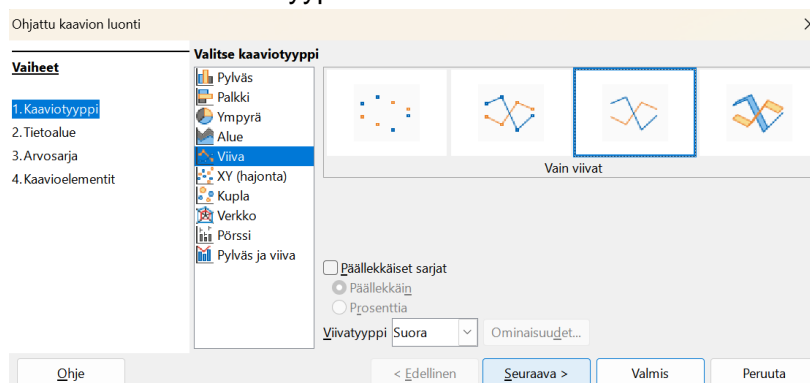 Ohjattu kaavion luonti
Vaiheet
1.Kaaviotyyppi
2.Tietoalue
3.Arvosarja
4.Kaavioelementit
Valitse kaaviotyyppi
Pylväs
Palkki
Ympyrä
Alue
Viiva
XY (hajonta)
Kupla
Verkko
Pörssi
Pylväs ja viiva
Vain viivat
Päällekkäiset sarjat
Päällekkäin
Prosenttia
Viivatyyppi Suora
Ominaisuudet...
Ohje
< Edellinen
Seuraava >
Valmis
Peruuta